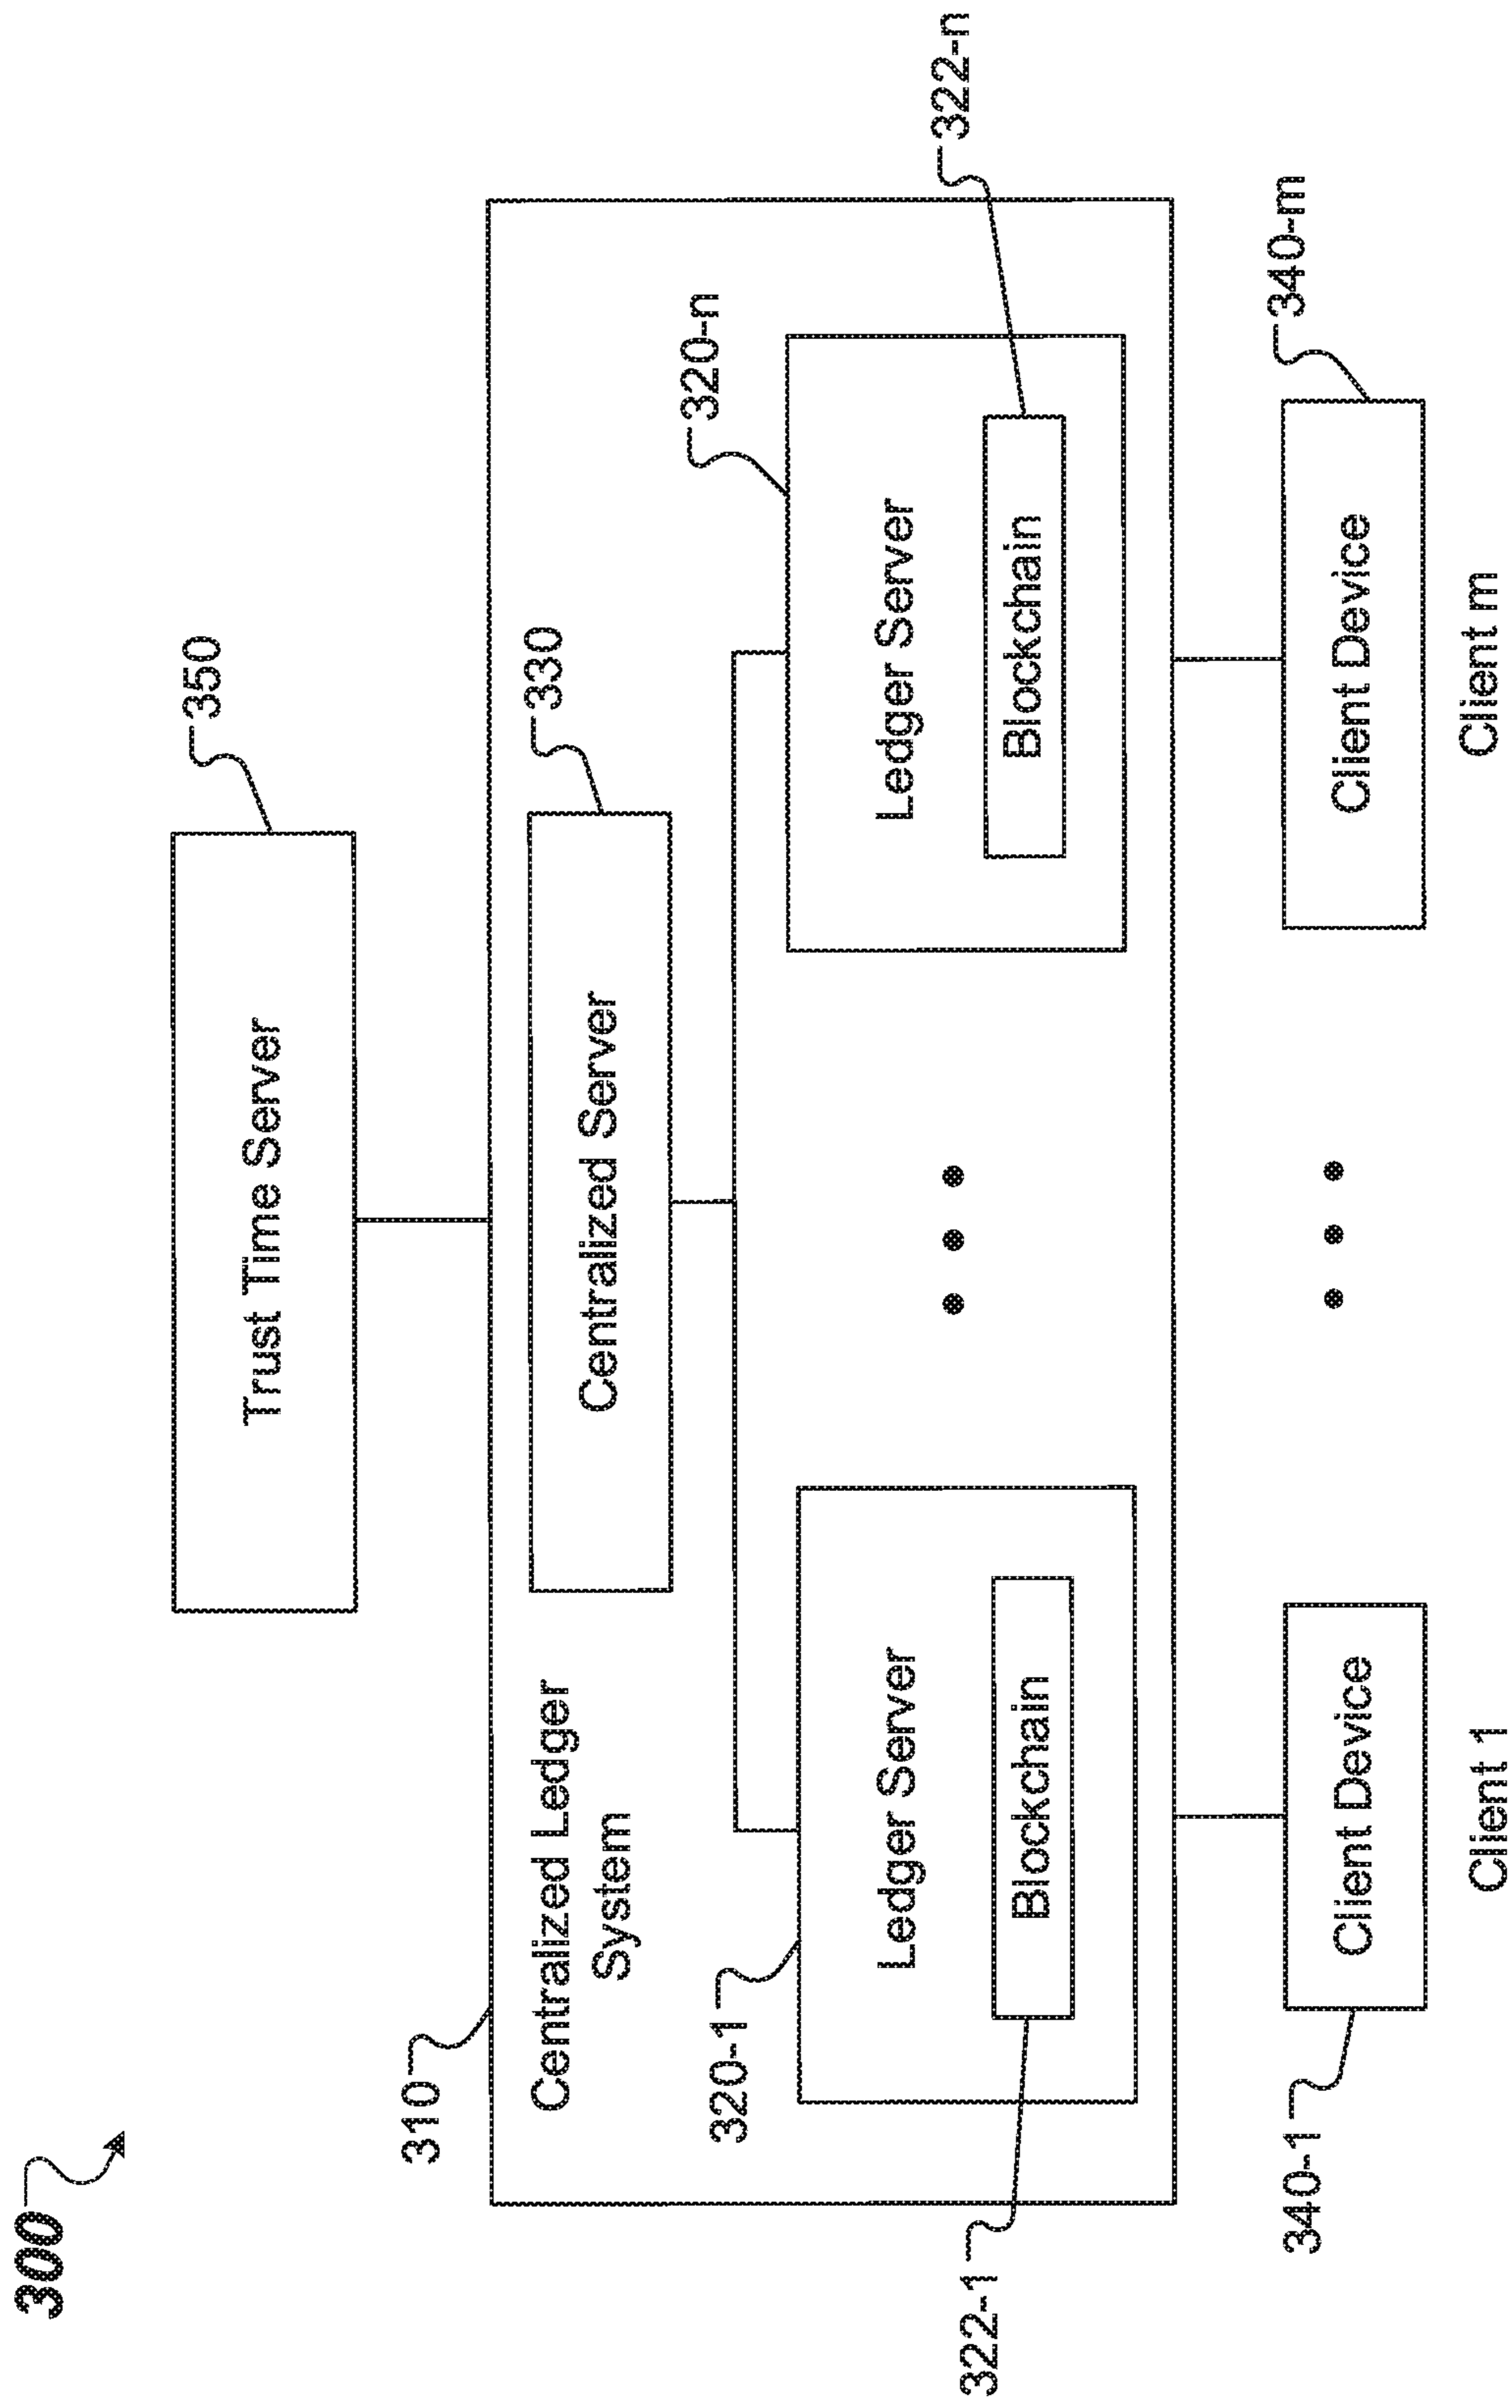 300
350
Trust Time Server
310
Centralized Ledger
System
330
Centralized Server
320-1
Ledger Server
322-1
Blockchain
320-n
Ledger Server
322-n
Blockchain
340-1
Client Device
Client 1
340-m
Client Device
Client m